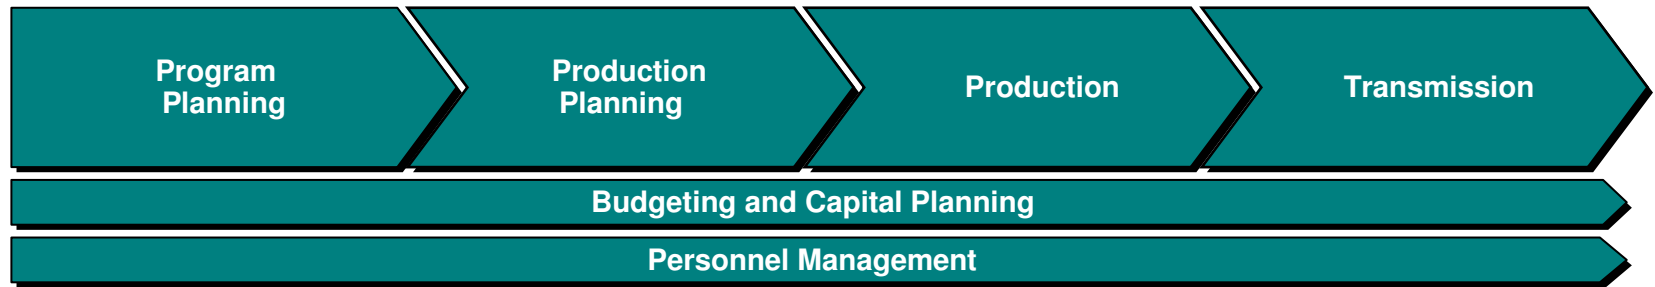 Program
Planning
Production
Planning
Production
Transmission
Budgeting and Capital Planning
Personnel Management